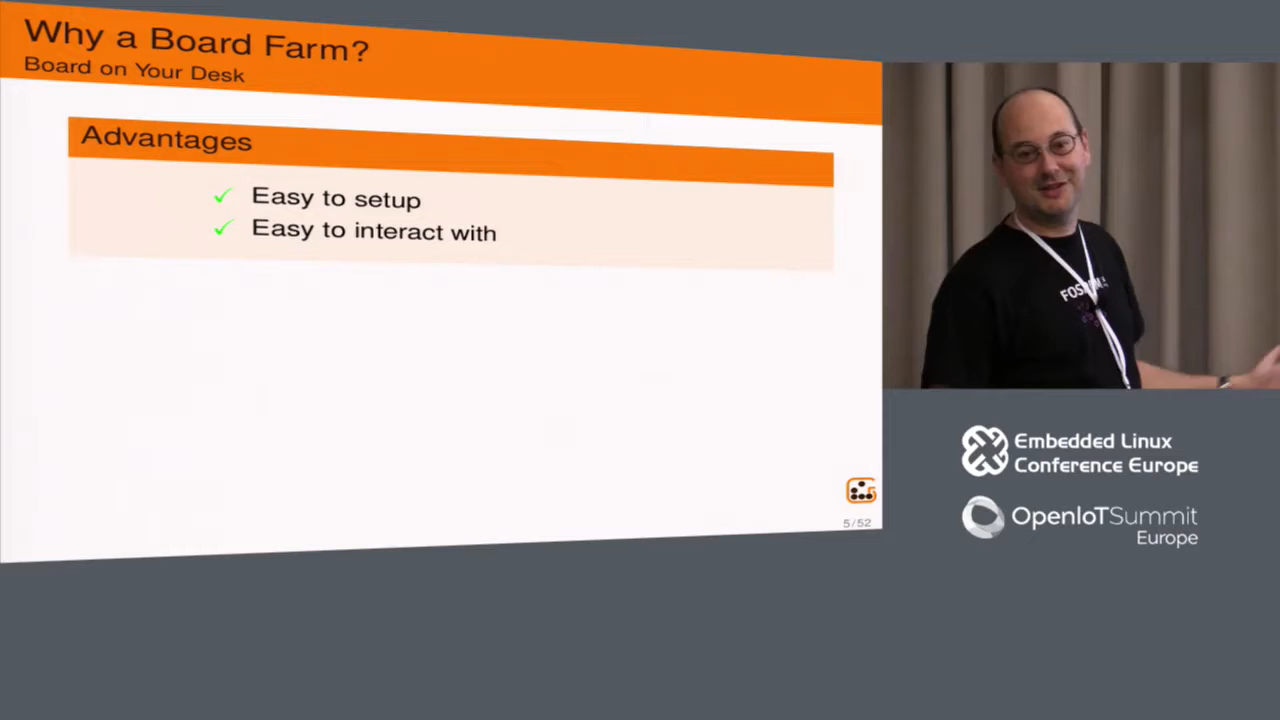 Why a Board Farm?
Board on Your Desk
Advantages
✓ Easy to setup
✓ Easy to interact with
5/52
Embedded Linux
Conference Europe
OpenIoTSummit
Europe